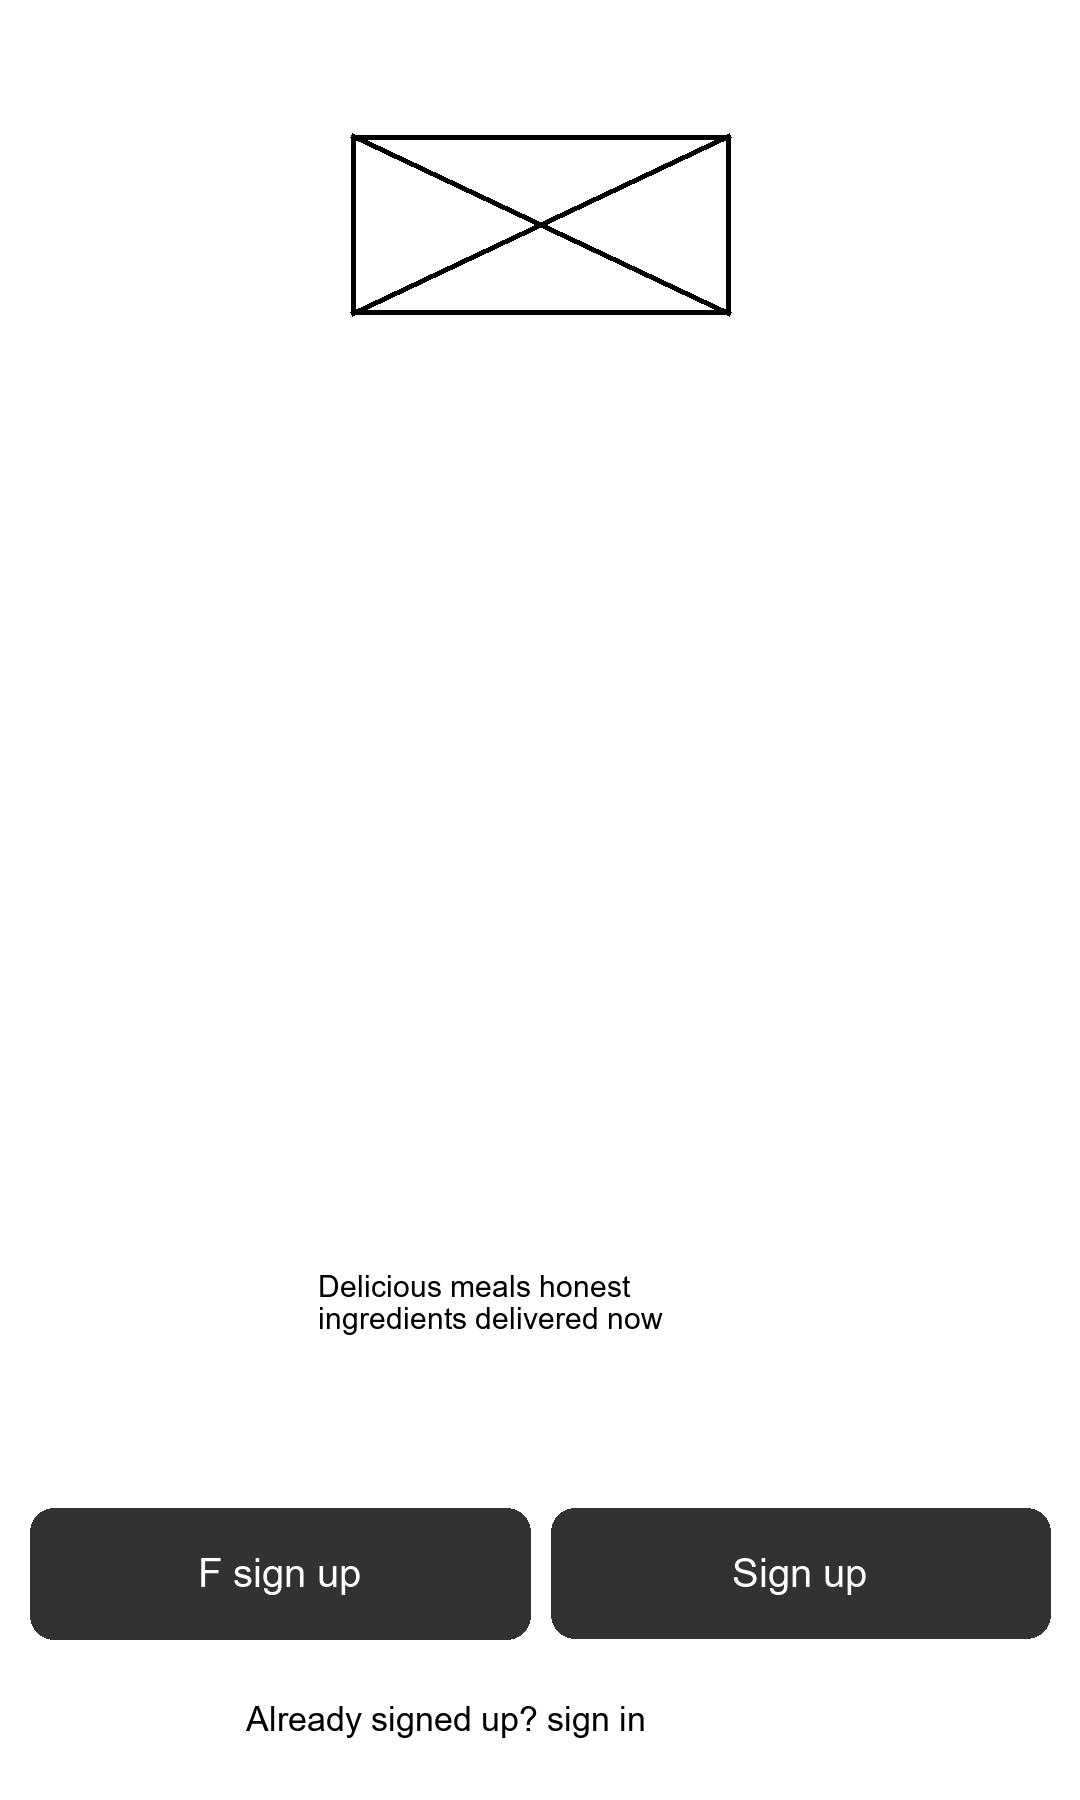 Delicious meals honest
ingredients delivered now
F sign up
Sign up
Already signed up? sign in